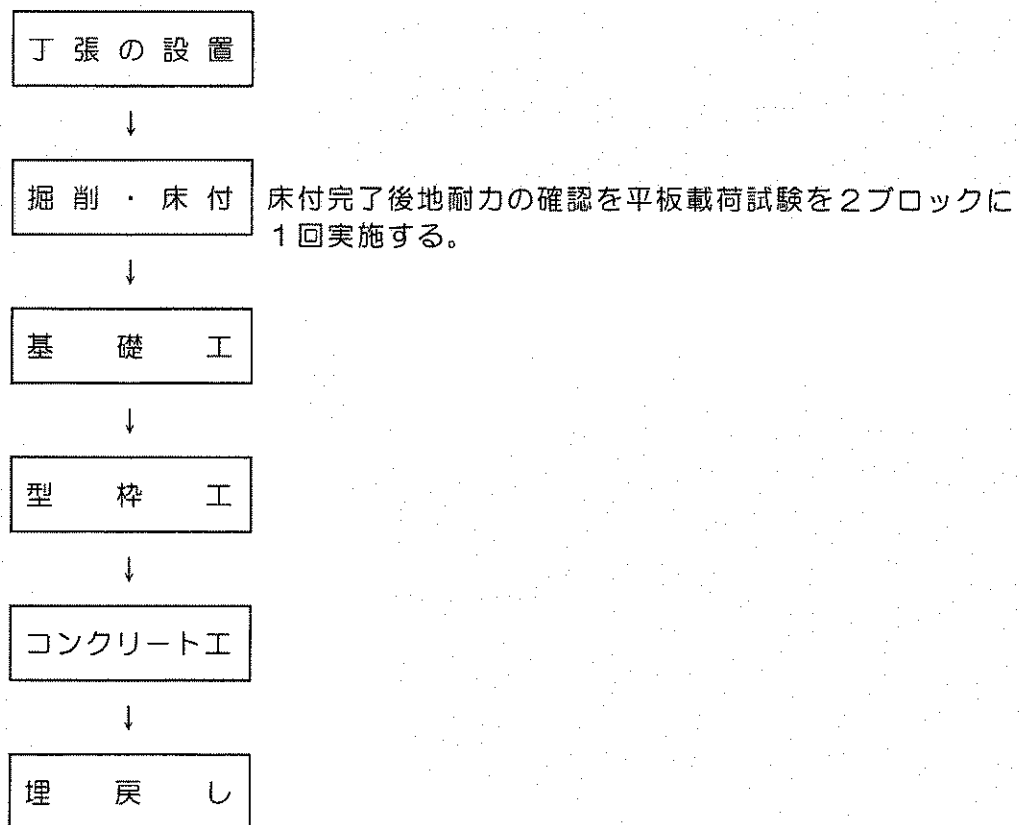 丁張の設置
↓
掘削・床付
床付完了後地耐力の確認を平板載荷試験を2ブロックに
1回実施する。
↓
基礎工
↓
型枠工
↓
コンクリート工
↓
埋戻し